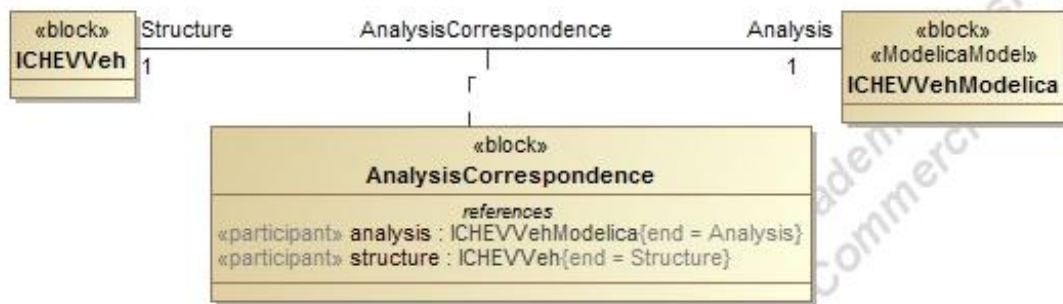 «block»
ICHEVVeh
Structure
1
AnalysisCorrespondence
Analysis
1
«block»
«ModelicaModel»
ICHEVVehModelica
«block»
AnalysisCorrespondence
references
«participant» analysis : ICHEVVehModelica{end = Analysis}
«participant» structure : ICHEVVeh{end = Structure}